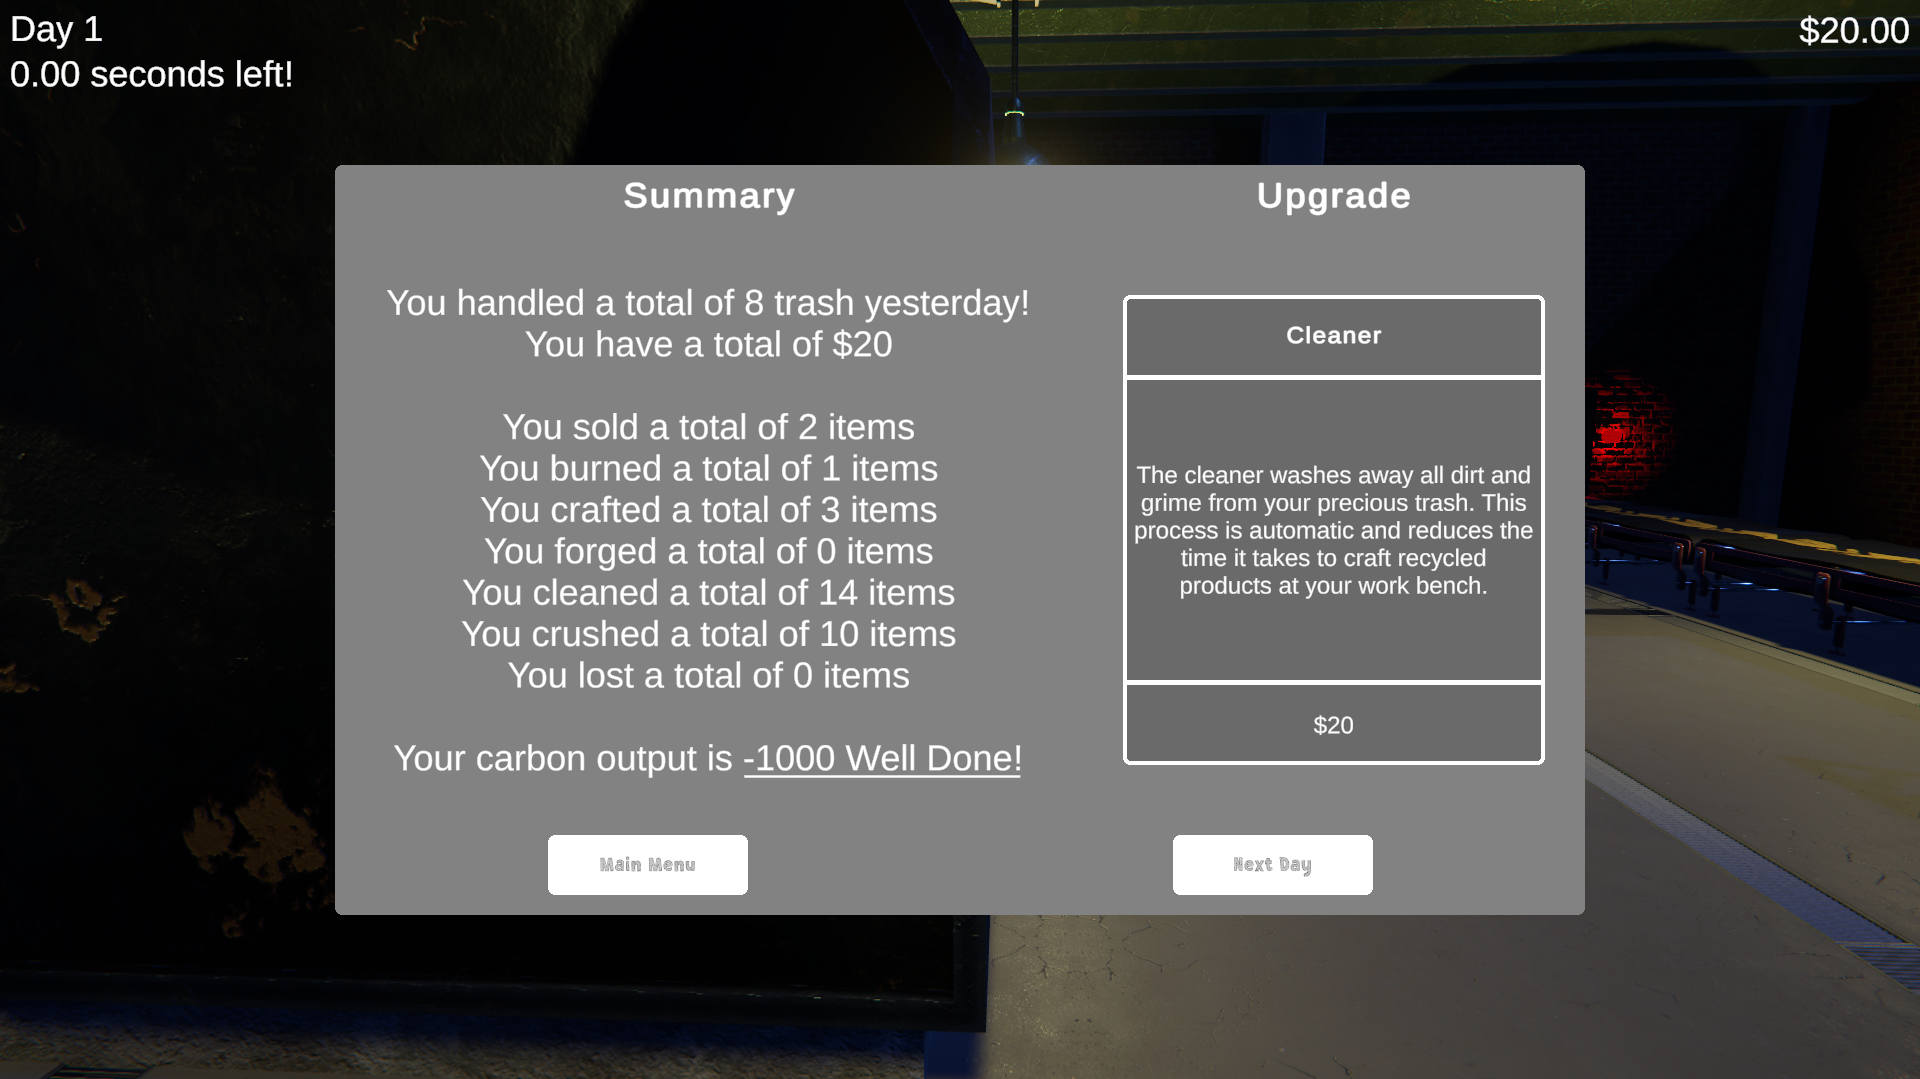 Day 1
0.00 seconds left!
$20.00
Summary
You handled a total of 8 trash yesterday!
You have a total of $20
You sold a total of 2 items
You burned a total of 1 items
You crafted a total of 3 items
You forged a total of 0 items
You cleaned a total of 14 items
You crushed a total of 10 items
You lost a total of 0 items
Your carbon output is -1000 Well Done!
Main Menu
Upgrade
Cleaner
The cleaner washes away all dirt and
grime from your precious trash. This
process is automatic and reduces the
time it takes to craft recycled
products at your work bench.
$20
Next Day